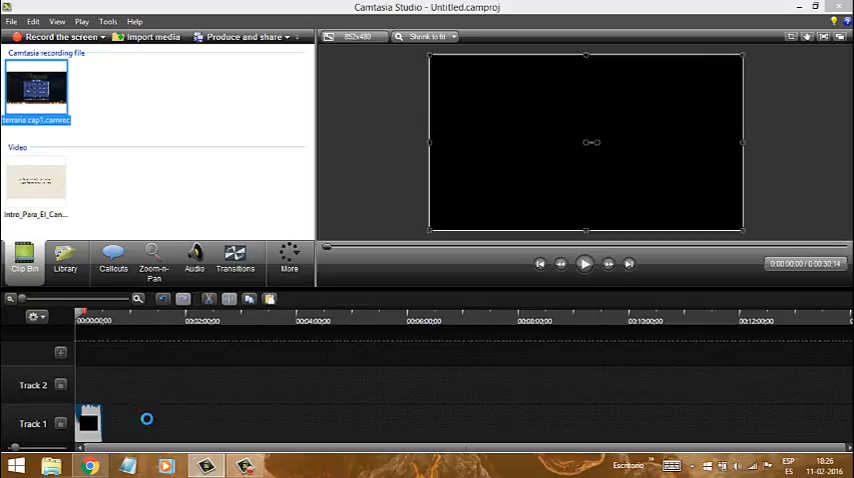 Camtasia Studio - Untitled.camproj
File Edit View Play Tools Help
Record the screen Import media Produce and share
852x480 Shrink to fit
Camtasia recording file
terraria cap1.camrec
Video
Intro_Para_El_Can...
Clip Bin Library Callouts Zoom-n-Pan Audio Transitions More
0:00:00;00 / 0:00:30;14
00:00:00;00 00:02:00;00 00:04:00;00 00:06:00;00 00:08:00;00 00:10:00;00 00:12:00;00
Track 2
Track 1
Escritorio
ESP
ES
18:26
11-02-2016